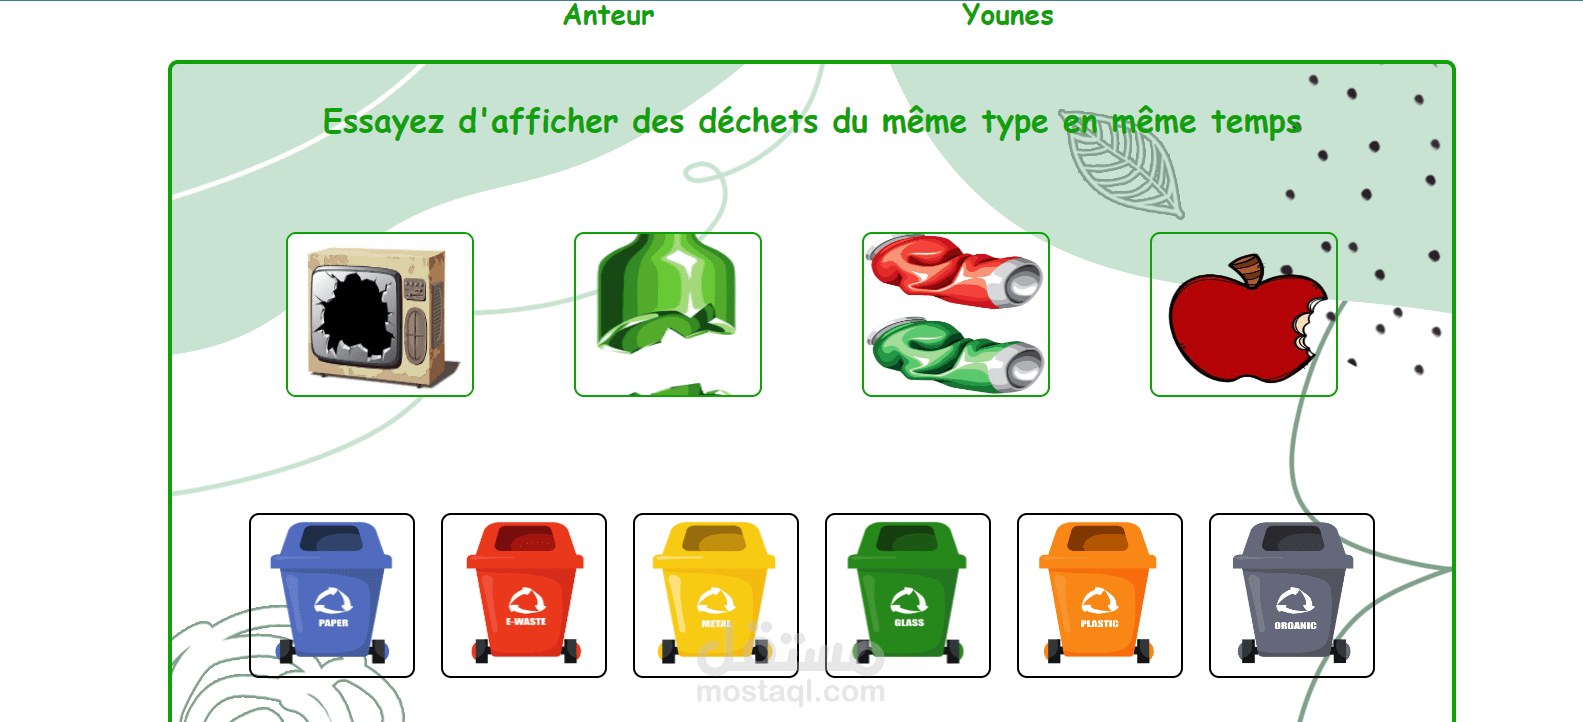 Anteur Younes
Essayez d'afficher des déchets du même type en même temps
PAPER
E-WASTE
METAL
GLASS
PLASTIC
ORGANIC
مستقل
mostaql.com